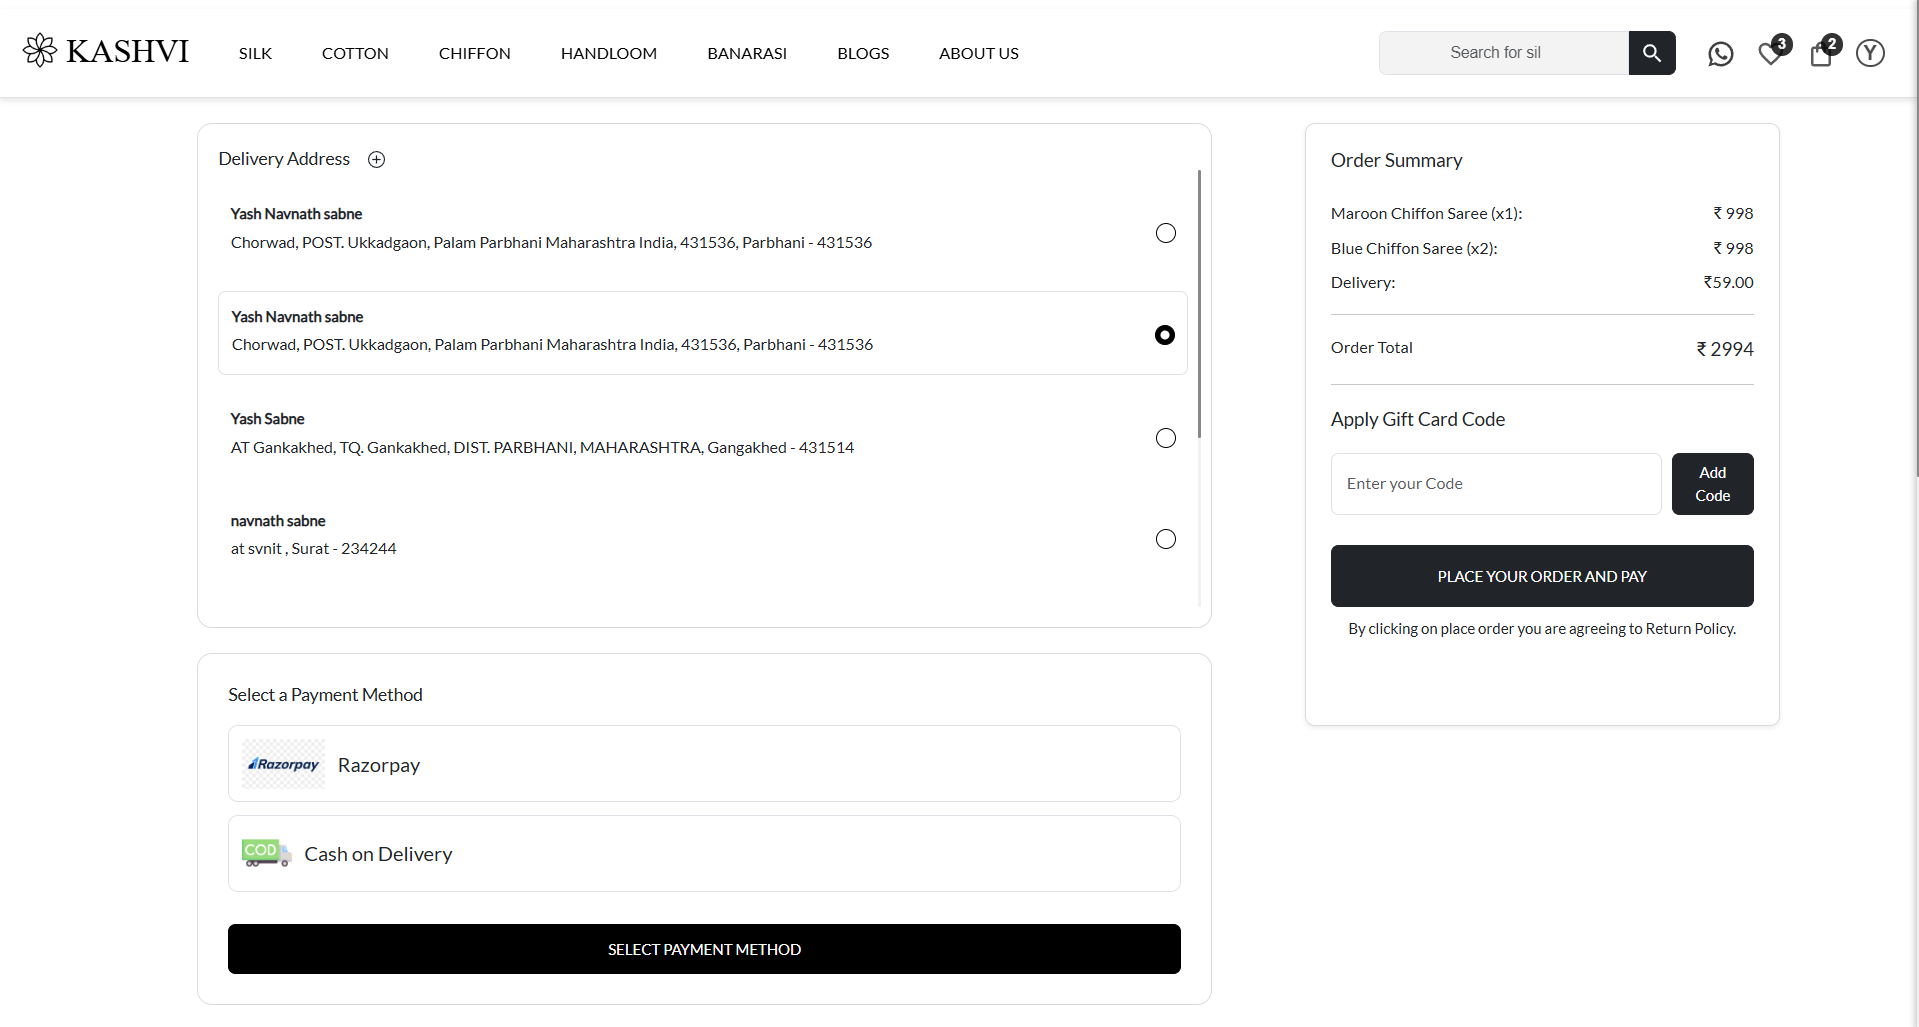 KASHVI
SILK COTTON CHIFFON HANDLOOM BANARASI BLOGS ABOUT US
Search for sil
3
2
Y
Delivery Address
Yash Navnath sabne
Chorwad, POST. Ukkadgaon, Palam Parbhani Maharashtra India, 431536, Parbhani - 431536
Yash Navnath sabne
Chorwad, POST. Ukkadgaon, Palam Parbhani Maharashtra India, 431536, Parbhani - 431536
Yash Sabne
AT Gankakhed, TQ. Gankakhed, DIST. PARBHANI, MAHARASHTRA, Gangakhed - 431514
navnath sabne
at svnit , Surat - 234244
Select a Payment Method
Razorpay Razorpay
COD Cash on Delivery
SELECT PAYMENT METHOD
Order Summary
Maroon Chiffon Saree (x1): ₹ 998
Blue Chiffon Saree (x2): ₹ 998
Delivery: ₹59.00
Order Total ₹ 2994
Apply Gift Card Code
Enter your Code
Add
Code
PLACE YOUR ORDER AND PAY
By clicking on place order you are agreeing to Return Policy.